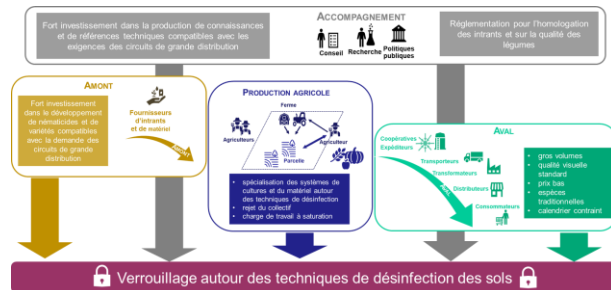 ACCOMPAGNEMENT
Fort investissement dans la production de connaissances
et de références techniques compatibles avec les
exigences des circuits de grande distribution
Conseil
Recherche
Politiques
publiques
Réglementation pour l'homologation
des intrants et sur la qualité des
légumes
AMONT
Fort investissement
dans le développement
de nématicides et de
variétés compatibles
avec la demande des
circuits de grande
distribution
Fournisseurs
d'intrants
et de matériel
Amont
PRODUCTION AGRICOLE
Ferme
Agriculteurs
Agriculteur
Parcelle
• spécialisation des systèmes de
cultures et du matériel autour
des techniques de désinfection
• rejet du collectif
• charge de travail à saturation
AVAL
Coopératives
Expéditeurs
Transporteurs
Transformateurs
Distributeurs
Consommateurs
• gros volumes
• qualité visuelle
standard
• prix bas
• espèces
traditionnelles
• calendrier contraint
Verrouillage autour des techniques de désinfection des sols